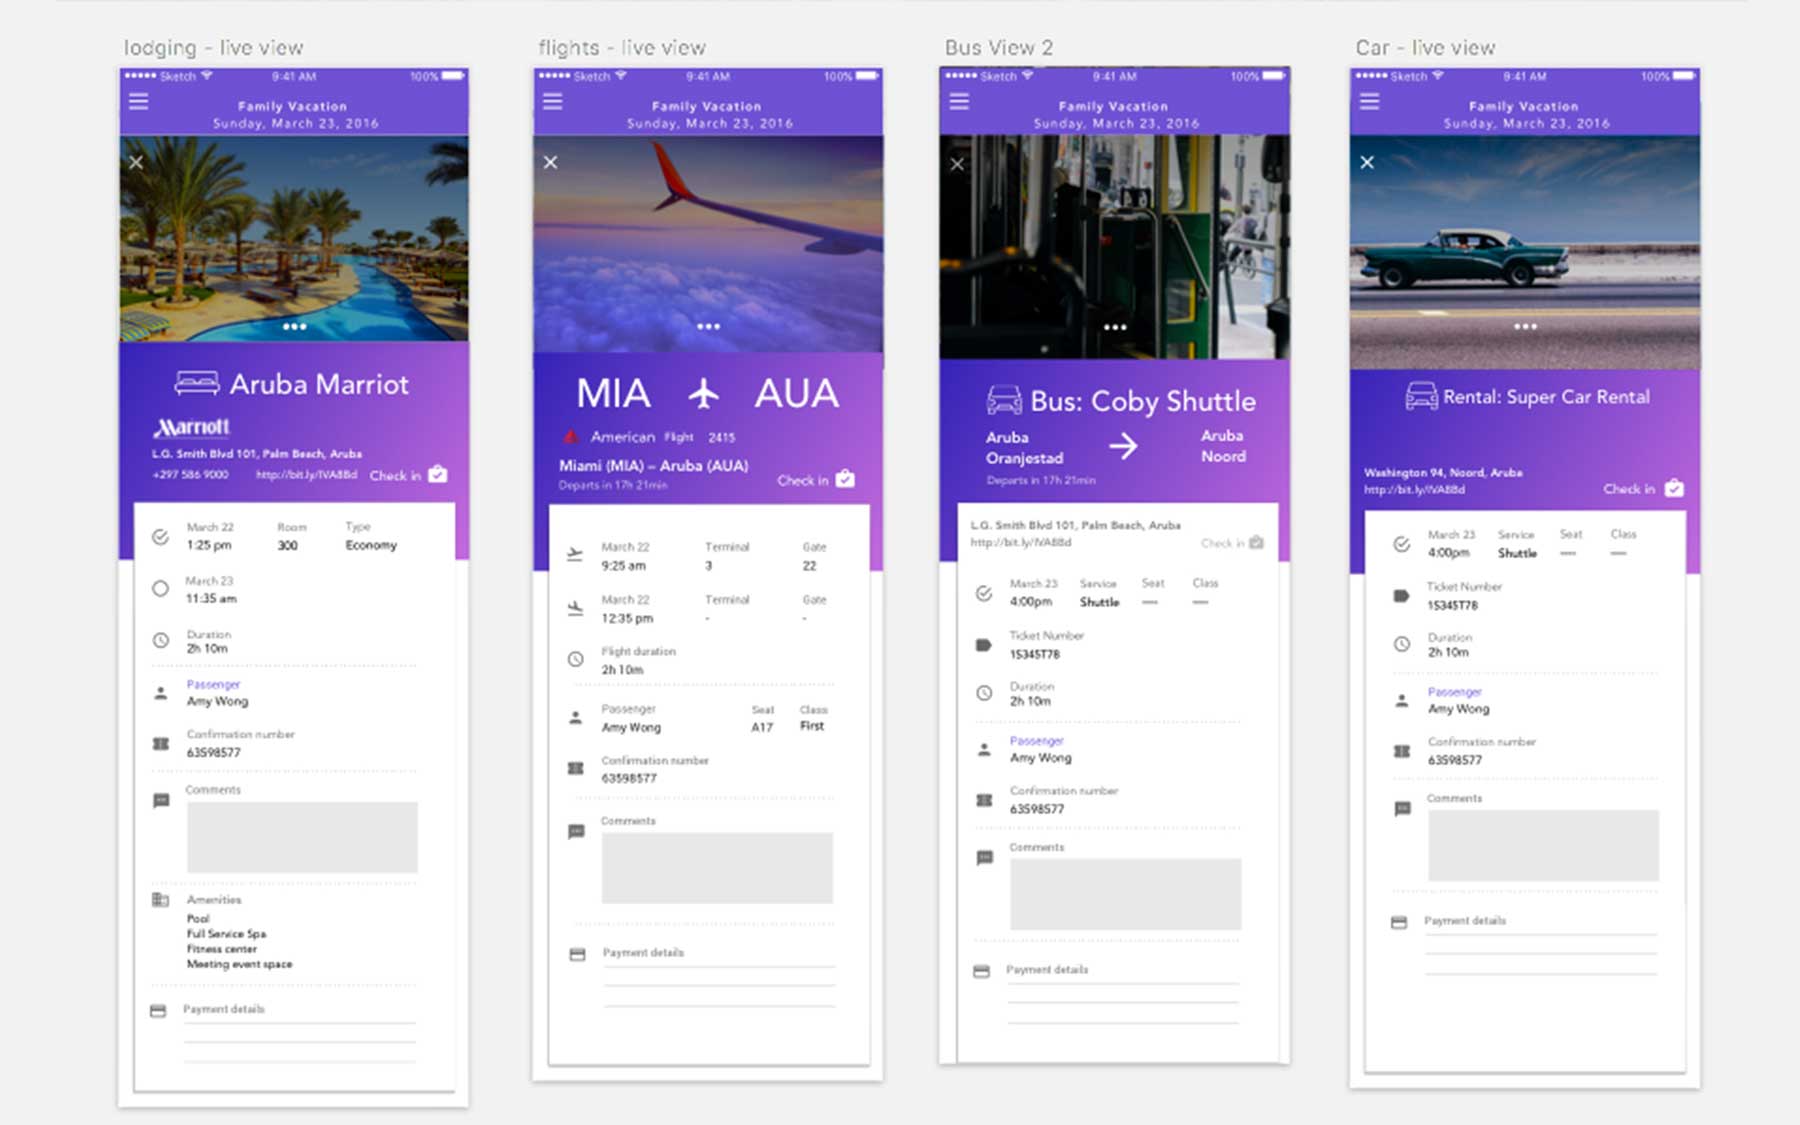 lodging - live view
Sketch 9:41 AM 100%
Family Vacation
Sunday, March 23, 2016
Aruba Marriot
Marriott
L.G. Smith Blvd 101, Palm Beach, Aruba
+297 586 9000 http://bit.ly/IVA8Bd Check in
March 22 Room Type
1:25 pm 300 Economy
March 23
11:35 am
Duration
2h 10m
Passenger
Amy Wong
Confirmation number
63598577
Comments
Amenities
Pool
Full Service Spa
Fitness center
Meeting event space
Payment details
flights - live view
Sketch 9:41 AM 100%
Family Vacation
Sunday, March 23, 2016
MIA AUA
American Flight 2415
Miami (MIA) – Aruba (AUA)
Departs in 17h 21min Check in
March 22 Terminal Gate
9:25 am 3 22
March 22 Terminal Gate
12:35 pm - -
Flight duration
2h 10m
Passenger Seat Class
Amy Wong A17 First
Confirmation number
63598577
Comments
Payment details
Bus View 2
Sketch 9:41 AM 100%
Family Vacation
Sunday, March 23, 2016
Bus: Coby Shuttle
Aruba Aruba
Oranjestad Noord
Departs in 17h 21min
L.G. Smith Blvd 101, Palm Beach, Aruba
http://bit.ly/IVA8Bd Check in
March 23 Service Seat Class
4:00pm Shuttle — —
Ticket Number
1S345T78
Duration
2h 10m
Passenger
Amy Wong
Confirmation number
63598577
Comments
Payment details
Car - live view
Sketch 9:41 AM 100%
Family Vacation
Sunday, March 23, 2016
Rental: Super Car Rental
Washington 94, Noord, Aruba
http://bit.ly/IVA8Bd Check in
March 23 Service Seat Class
4:00pm Shuttle — —
Ticket Number
1S345T78
Duration
2h 10m
Passenger
Amy Wong
Confirmation number
63598577
Comments
Payment details